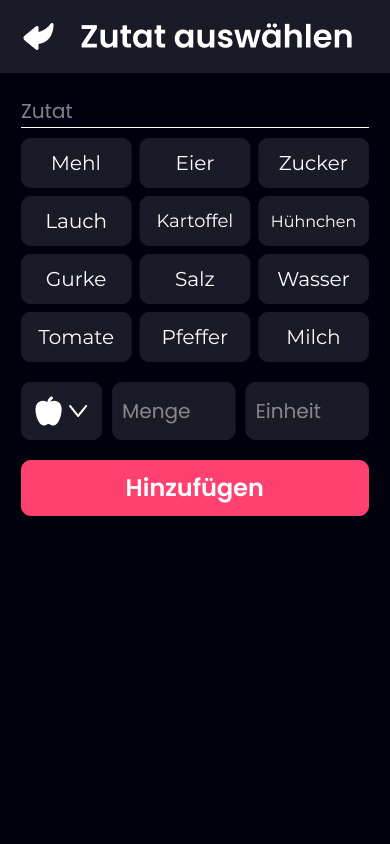 Zutat auswählen
Zutat
Mehl Eier Zucker
Lauch Kartoffel Hühnchen
Gurke Salz Wasser
Tomate Pfeffer Milch
Menge Einheit
Hinzufügen